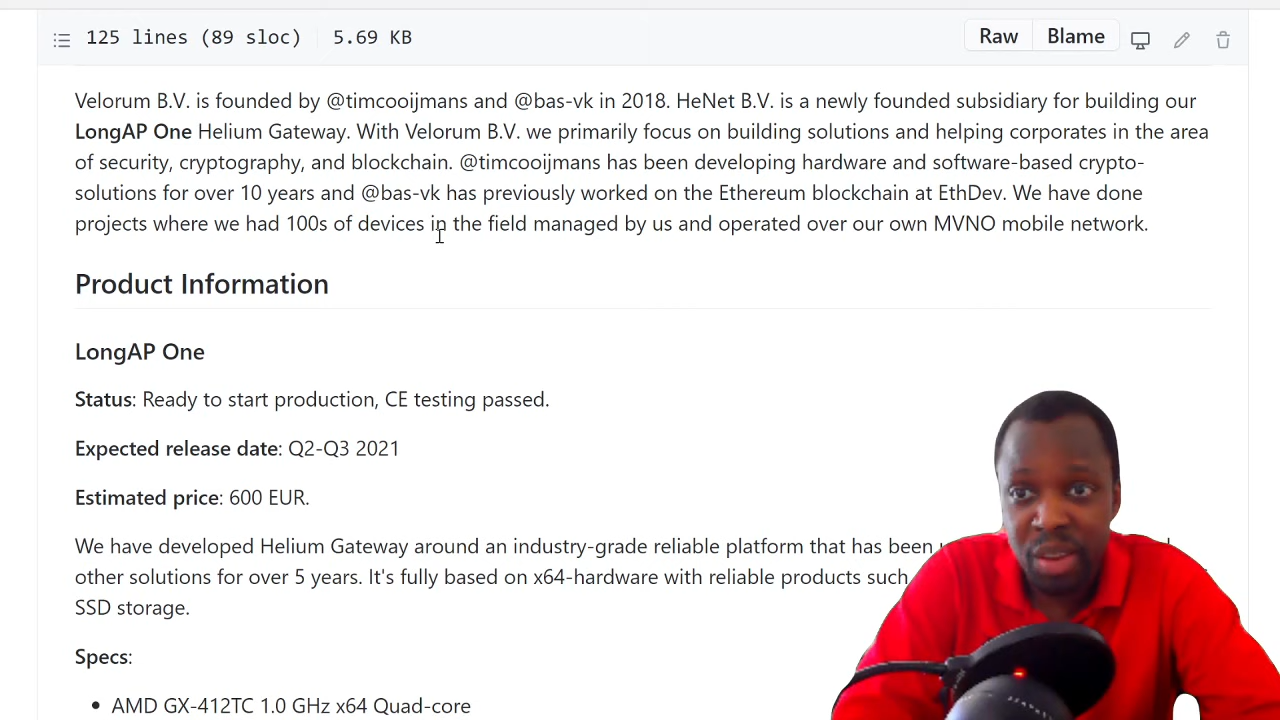 125 lines (89 sloc) 5.69 KB Raw Blame
Velorum B.V. is founded by @timcooijmans and @bas-vk in 2018. HeNet B.V. is a newly founded subsidiary for building our
LongAP One Helium Gateway. With Velorum B.V. we primarily focus on building solutions and helping corporates in the area
of security, cryptography, and blockchain. @timcooijmans has been developing hardware and software-based crypto-
solutions for over 10 years and @bas-vk has previously worked on the Ethereum blockchain at EthDev. We have done
projects where we had 100s of devices in the field managed by us and operated over our own MVNO mobile network.
Product Information
LongAP One
Status: Ready to start production, CE testing passed.
Expected release date: Q2-Q3 2021
Estimated price: 600 EUR.
We have developed Helium Gateway around an industry-grade reliable platform that has been
other solutions for over 5 years. It's fully based on x64-hardware with reliable products such
SSD storage.
Specs:
• AMD GX-412TC 1.0 GHz x64 Quad-core